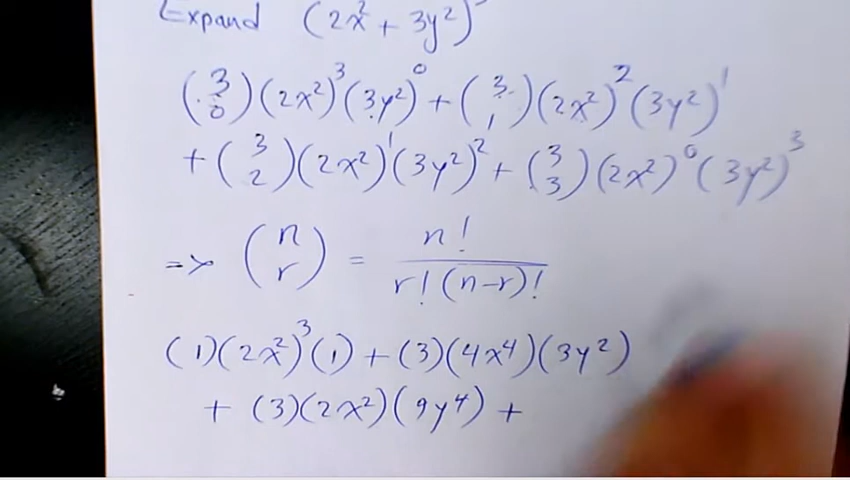 Expand (2x² + 3y²)
(3 0)(2x²)³(3y²)⁰ + (3 1)(2x²)²(3y²)¹
+ (3 2)(2x²)¹(3y²)² + (3 3)(2x²)⁰(3y²)³
=> (n r) = n! / r!(n-r)!
(1)(2x²)³(1) + (3)(4x⁴)(3y²)
+ (3)(2x²)(9y⁴) +